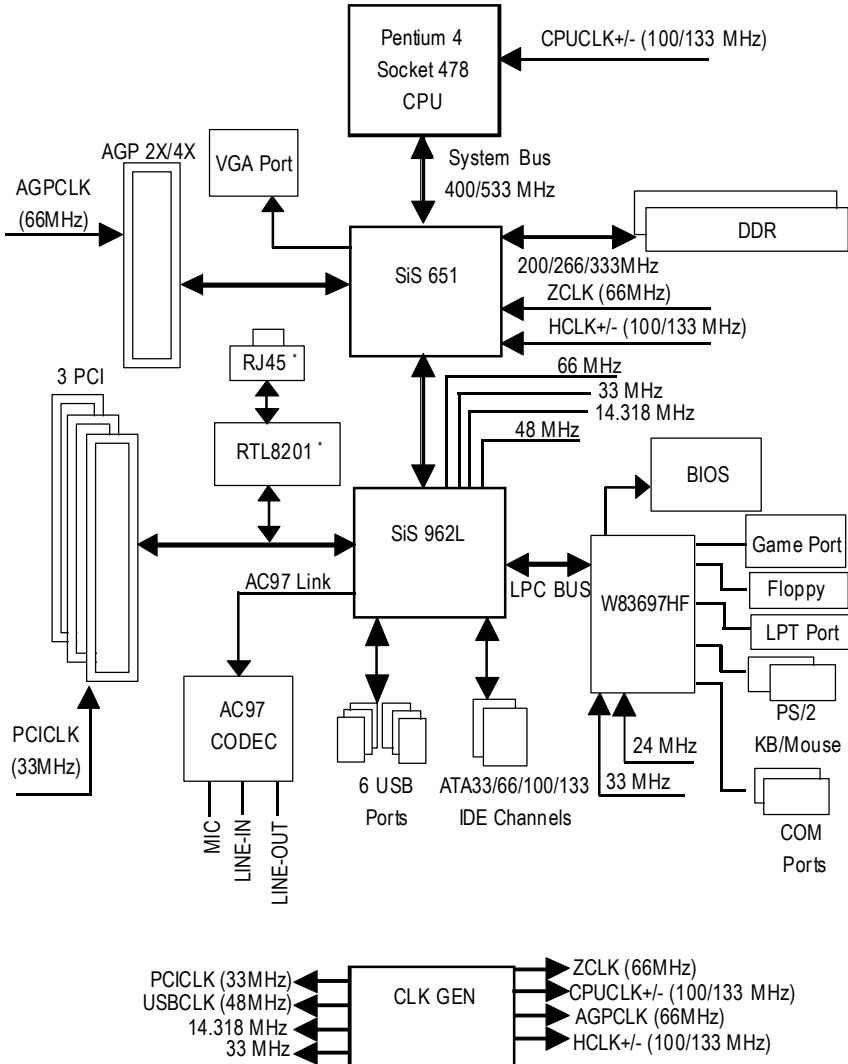 Pentium 4
Socket 478
CPU
CPUCLK+/- (100/133 MHz)
AGP 2X/4X
VGA Port
System Bus
400/533 MHz
AGPCLK
(66MHz)
DDR
SiS 651
200/266/333MHz
ZCLK (66MHz)
HCLK+/- (100/133 MHz)
RJ45 *
66 MHz
3 PCI
33 MHz
14.318 MHz
48 MHz
RTL8201 *
BIOS
SiS 962L
Game Port
AC97 Link
LPC BUS
W83697HF
Floppy
LPT Port
AC97
CODEC
PS/2
KB/Mouse
PCICLK
(33MHz)
24 MHz
33 MHz
6 USB
Ports
ATA33/66/100/133
IDE Channels
MIC
LINE-IN
LINE-OUT
COM
Ports
PCICLK (33MHz)
USBCLK (48MHz)
14.318 MHz
33 MHz
CLK GEN
ZCLK (66MHz)
CPUCLK+/- (100/133 MHz)
AGPCLK (66MHz)
HCLK+/- (100/133 MHz)